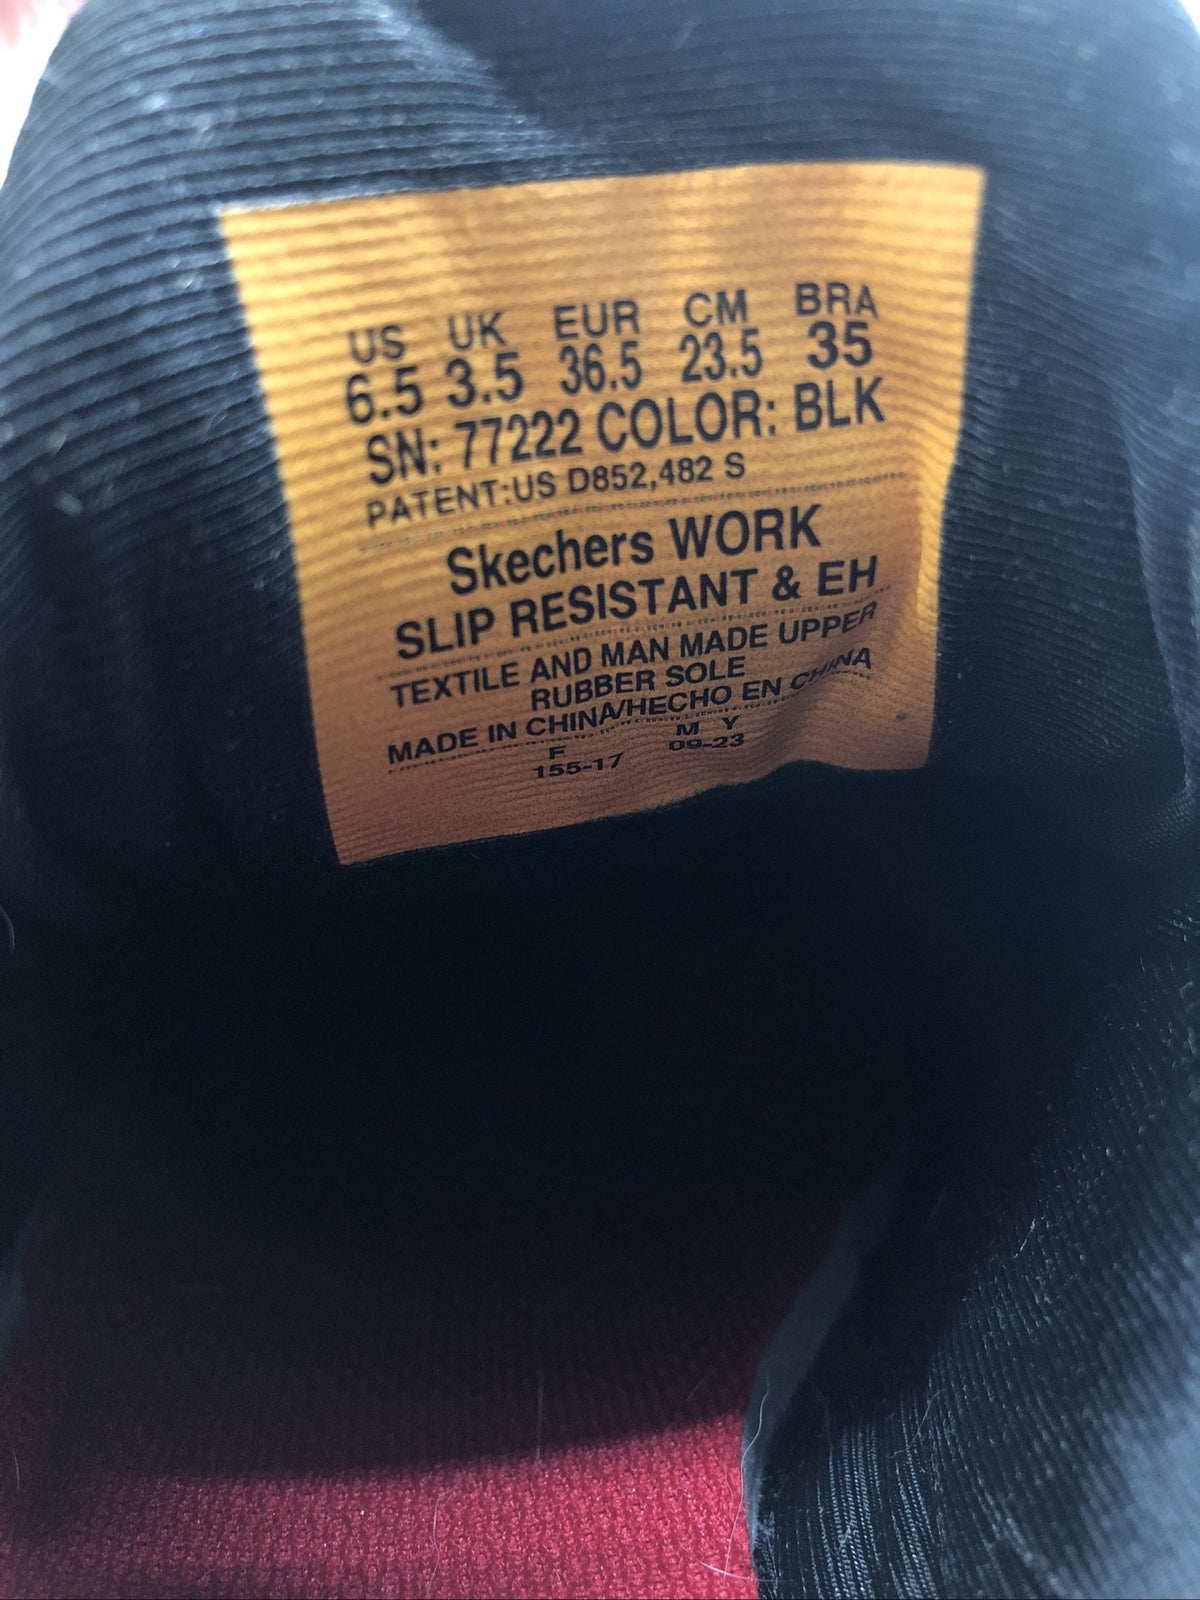 US UK EUR CM BRA
6.5 3.5 36.5 23.5 35
SN: 77222 COLOR: BLK
PATENT:US D852,482 S
Skechers WORK
SLIP RESISTANT & EH
TEXTILE AND MAN MADE UPPER
RUBBER SOLE
MADE IN CHINA/HECHO EN CHINA
F M Y
155-17 09-23